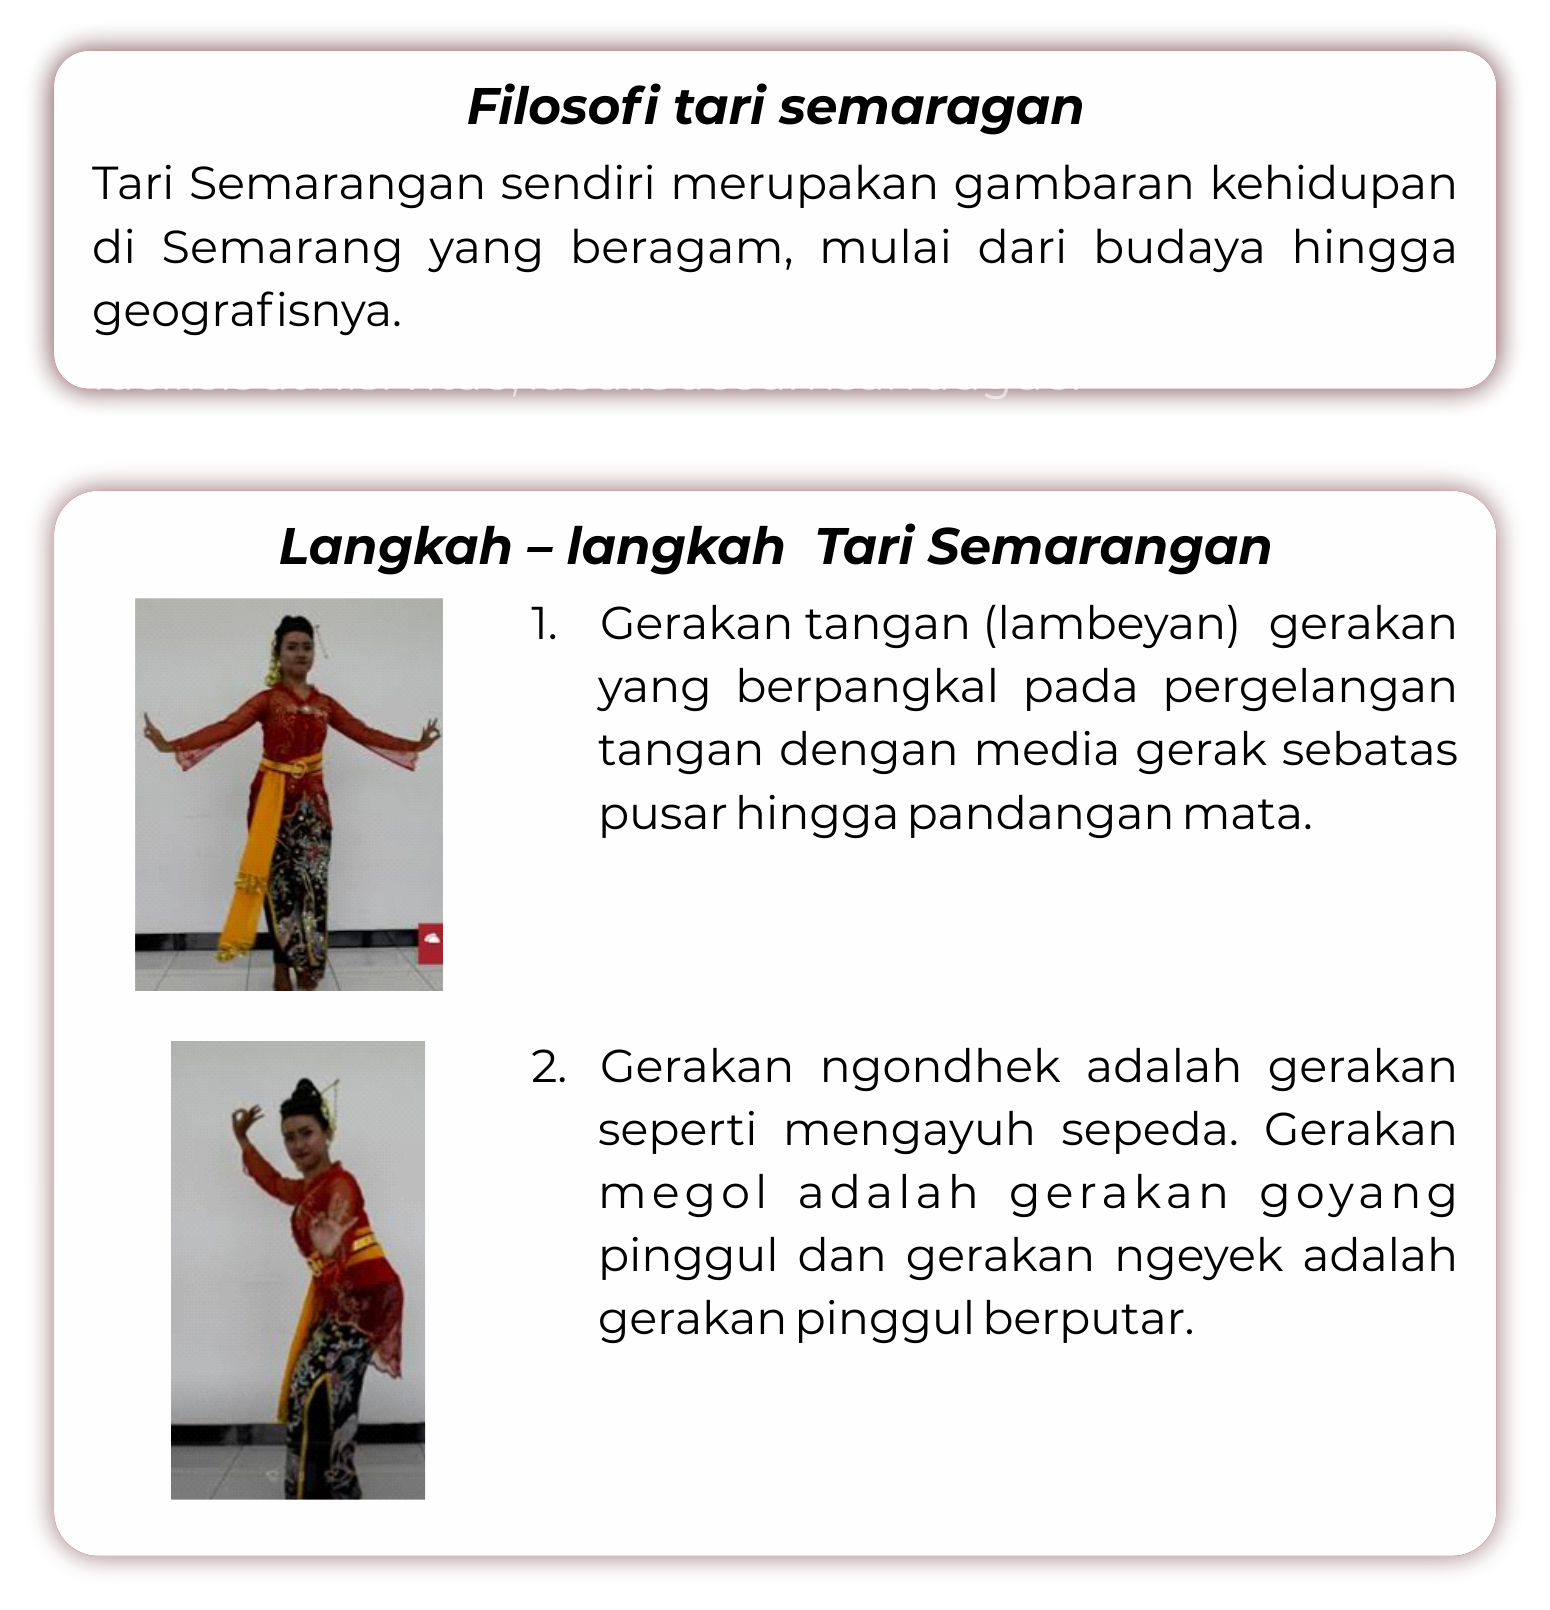 Filosofi tari semaragan
Tari Semarangan sendiri merupakan gambaran kehidupan
di Semarang yang beragam, mulai dari budaya hingga
geografisnya.
Langkah – langkah Tari Semarangan
1. Gerakan tangan (lambeyan) gerakan
yang berpangkal pada pergelangan
tangan dengan media gerak sebatas
pusar hingga pandangan mata.
2. Gerakan ngondhek adalah gerakan
seperti mengayuh sepeda. Gerakan
megol adalah gerakan goyang
pinggul dan gerakan ngeyek adalah
gerakan pinggul berputar.